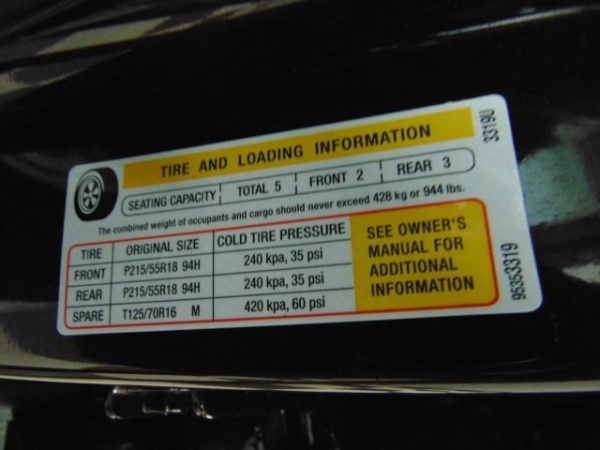 TIRE AND LOADING INFORMATION
SEATING CAPACITY TOTAL 5 FRONT 2 REAR 3
The combined weight of occupants and cargo should never exceed 428 kg or 944 lbs.
TIRE ORIGINAL SIZE COLD TIRE PRESSURE
FRONT P215/55R18 94H 240 kpa, 35 psi
REAR P215/55R18 94H 240 kpa, 35 psi
SPARE T125/70R16 M 420 kpa, 60 psi
SEE OWNER'S
MANUAL FOR
ADDITIONAL
INFORMATION
95353319